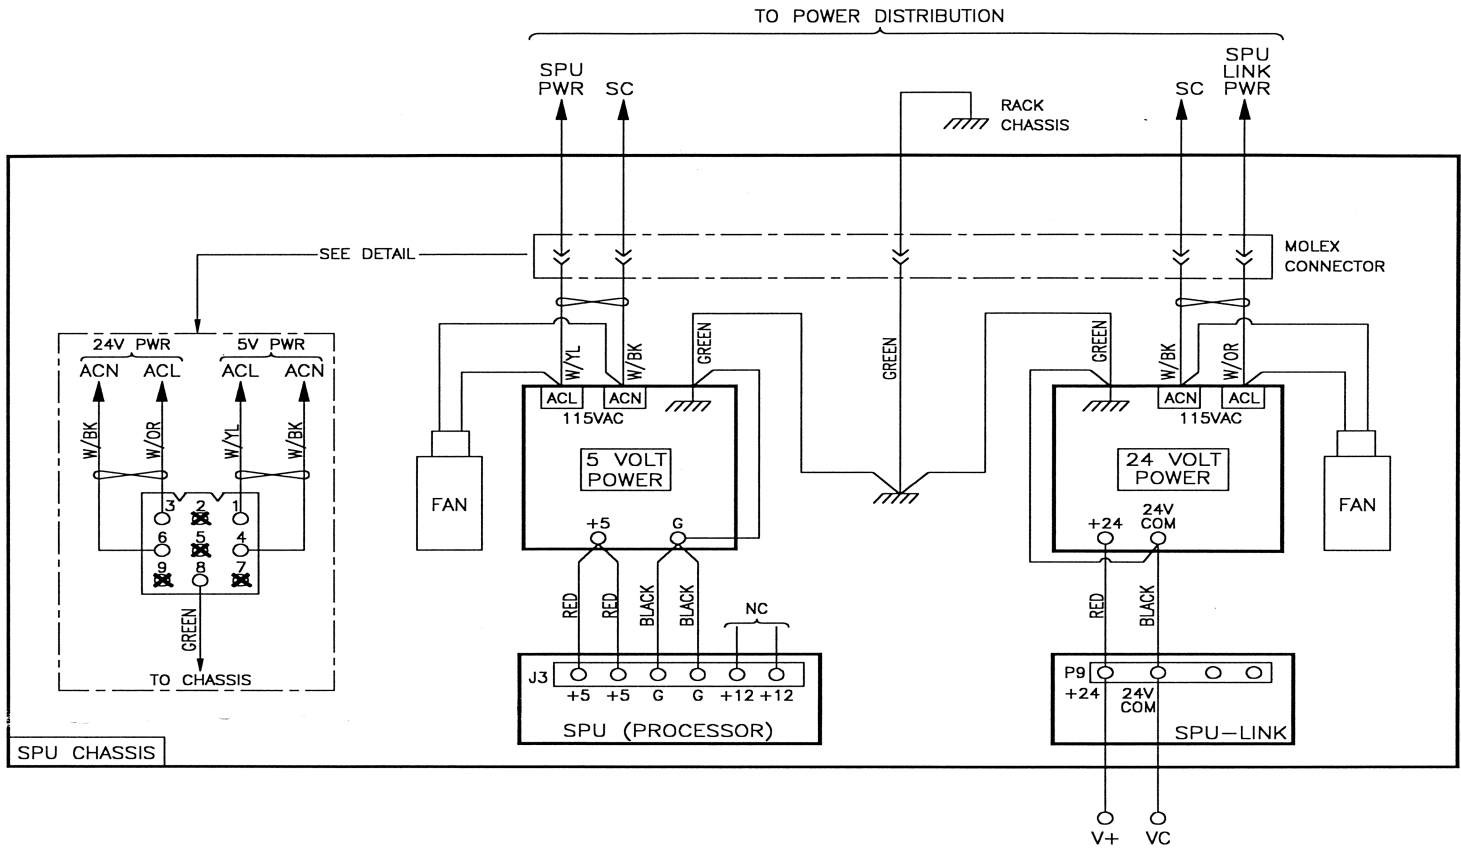 TO POWER DISTRIBUTION
SPU
PWR
SC
RACK
CHASSIS
SC
SPU
LINK
PWR
SEE DETAIL
MOLEX
CONNECTOR
24V PWR
5V PWR
ACN
ACL
ACL
ACN
W/BK
W/OR
W/YL
W/BK
3
2
1
6
5
4
9
8
7
GREEN
TO CHASSIS
W/YL
W/BK
GREEN
GREEN
GREEN
W/BK
W/OR
ACL
ACN
115VAC
5 VOLT
POWER
+5
G
FAN
ACN
ACL
115VAC
24 VOLT
POWER
+24
24V
COM
FAN
RED
RED
BLACK
BLACK
NC
RED
BLACK
J3
+5
+5
G
G
+12
+12
SPU (PROCESSOR)
P9
+24
24V
COM
SPU-LINK
SPU CHASSIS
V+
VC